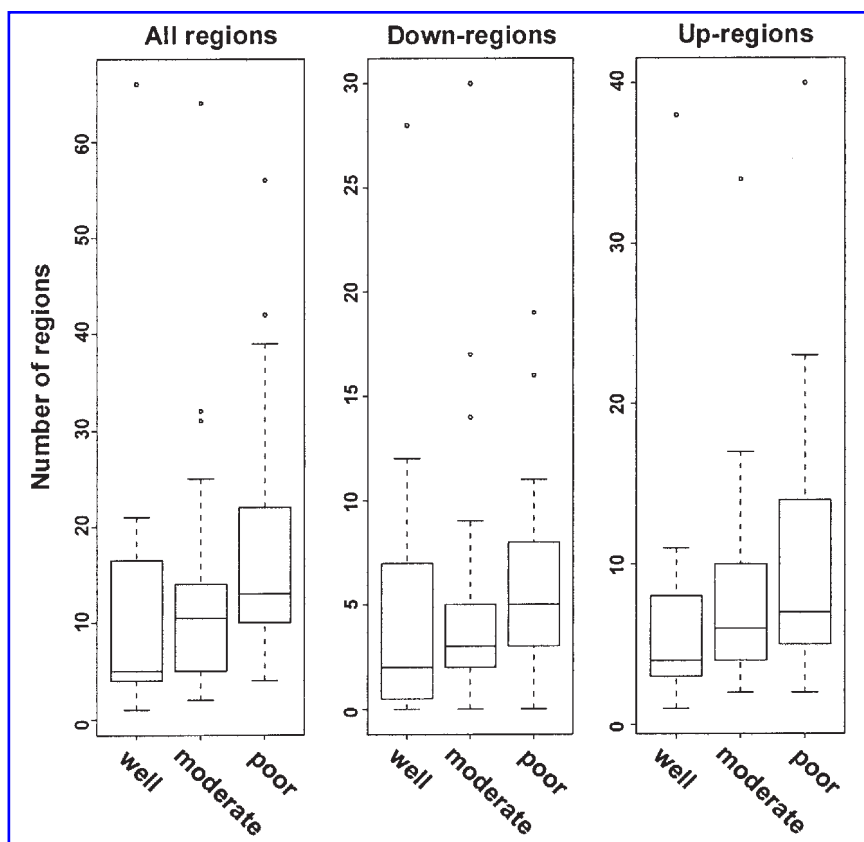 All regions
Down-regions
Up-regions
Number of regions
0
10
20
30
40
50
60
well
moderate
poor
0
5
10
15
20
25
30
well
moderate
poor
0
10
20
30
40
well
moderate
poor